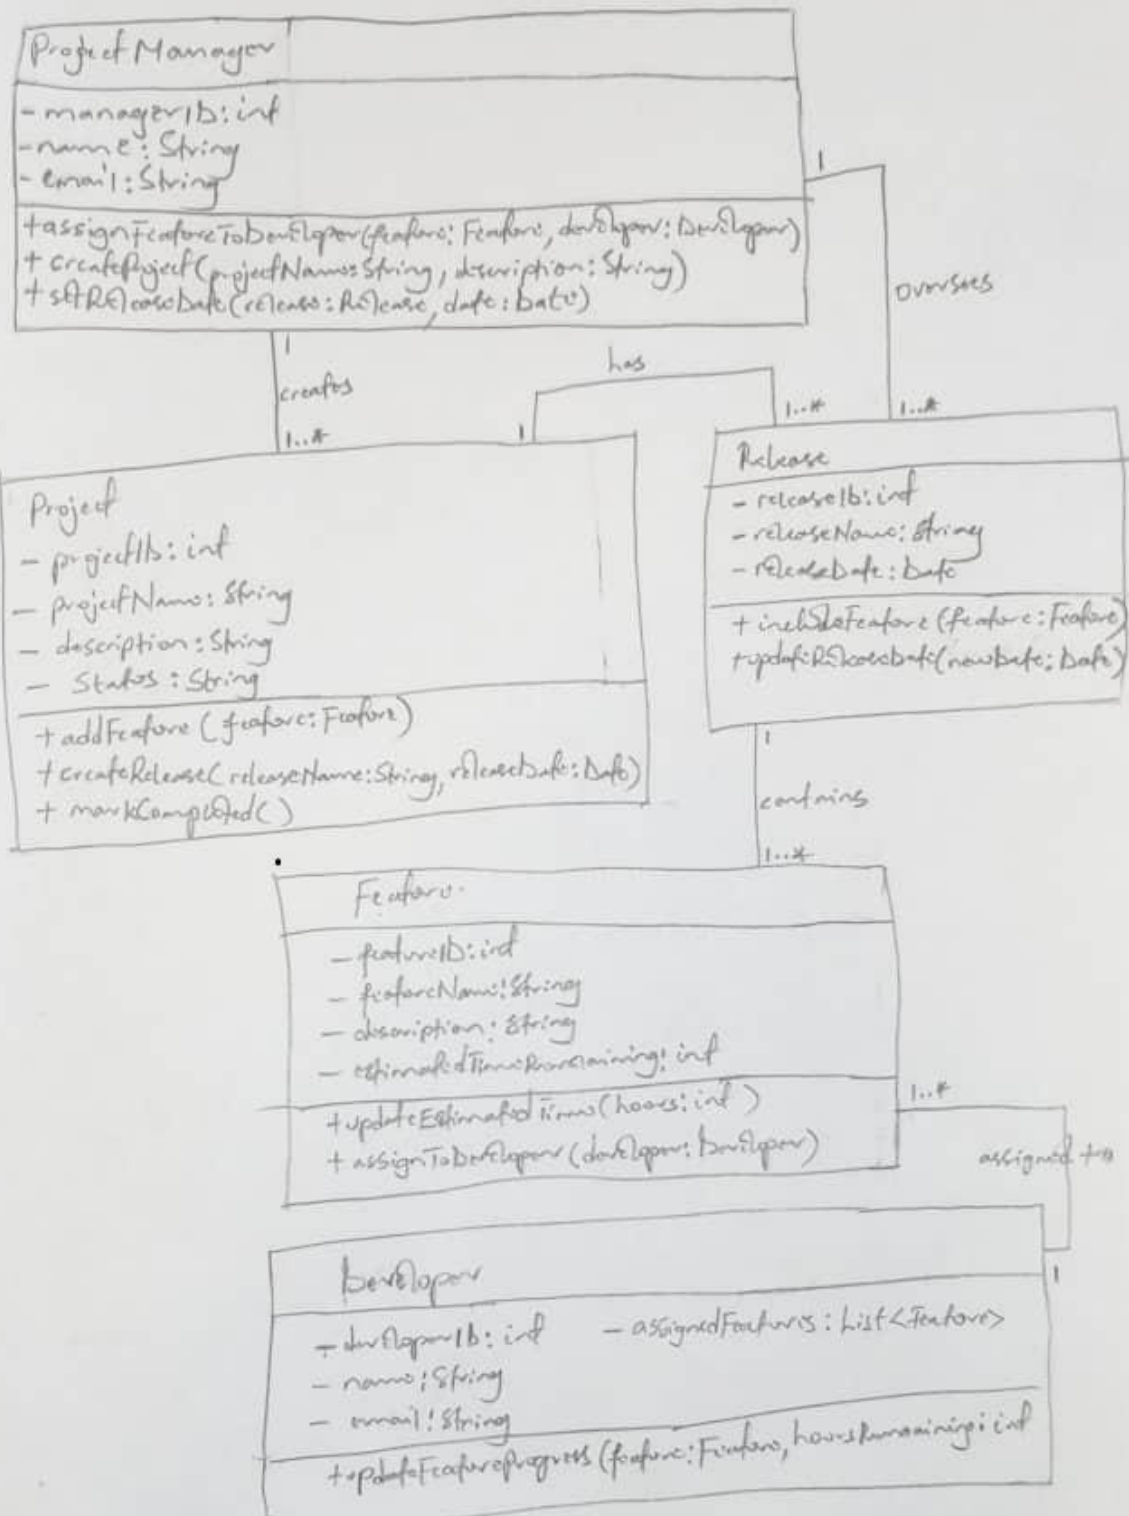 Project Manager
- managerID: int
- name: String
- email: String
+ assignFeatureToDeveloper(feature: Feature, developer: Developer)
+ createProject(projectName: String, description: String)
+ setReleaseDate(release: Release, date: Date)
1
oversees
1..*
1
creates
1..*
has
1
1..*
Project
- projectID: int
- projectName: String
- description: String
- Status: String
+ addFeature (feature: Feature)
+ createRelease(releaseName: String, releaseDate: Date)
+ markCompleted()
Release
- releaseID: int
- releaseName: String
- releaseDate: Date
+ includeFeature (feature: Feature)
+ updateReleaseDate(newDate: Date)
1
contains
1..*
Feature
- featureID: int
- featureName: String
- description: String
- estimatedTimeRemaining: int
+ updateEstimatedTime (hours: int )
+ assignToDeveloper (developer: Developer)
1..*
assigned to
1
Developer
- developerID: int - assignedFeatures: List<Feature>
- name: String
- email: String
+ updateFeatureProgress (feature: Feature, hoursRemaining: int